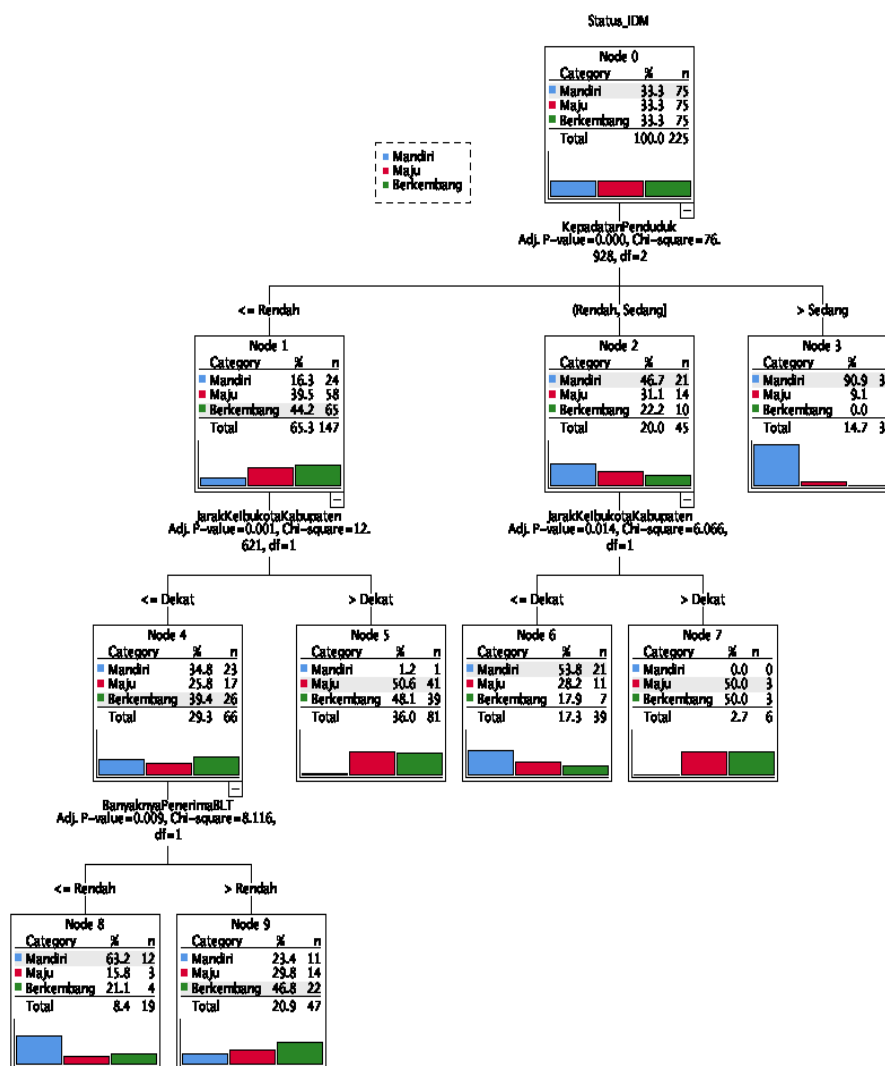 Status_IDM
Node 0
Category % n
Mandiri 33.3 75
Maju 33.3 75
Berkembang 33.3 75
Total 100.0 225
Mandiri
Maju
Berkembang
KepadatanPenduduk
Adj. P-value=0.000, Chi-square=76.
928, df=2
<= Rendah
(Rendah, Sedang]
> Sedang
Node 1
Category % n
Mandiri 16.3 24
Maju 39.5 58
Berkembang 44.2 65
Total 65.3 147
Node 2
Category % n
Mandiri 46.7 21
Maju 31.1 14
Berkembang 22.2 10
Total 20.0 45
Node 3
Category %
Mandiri 90.9 3
Maju 9.1
Berkembang 0.0
Total 14.7 3
JarakKeIbukotaKabupaten
Adj. P-value=0.001, Chi-square=12.
621, df=1
JarakKeIbukotaKabupaten
Adj. P-value=0.014, Chi-square=6.066,
df=1
<= Dekat
> Dekat
<= Dekat
> Dekat
Node 4
Category % n
Mandiri 34.8 23
Maju 25.8 17
Berkembang 39.4 26
Total 29.3 66
Node 5
Category % n
Mandiri 1.2 1
Maju 50.6 41
Berkembang 48.1 39
Total 36.0 81
Node 6
Category % n
Mandiri 53.8 21
Maju 28.2 11
Berkembang 17.9 7
Total 17.3 39
Node 7
Category % n
Mandiri 0.0 0
Maju 50.0 3
Berkembang 50.0 3
Total 2.7 6
BanyaknyaPenerimaBLT
Adj. P-value=0.009, Chi-square=8.116,
df=1
<= Rendah
> Rendah
Node 8
Category % n
Mandiri 63.2 12
Maju 15.8 3
Berkembang 21.1 4
Total 8.4 19
Node 9
Category % n
Mandiri 23.4 11
Maju 29.8 14
Berkembang 46.8 22
Total 20.9 47